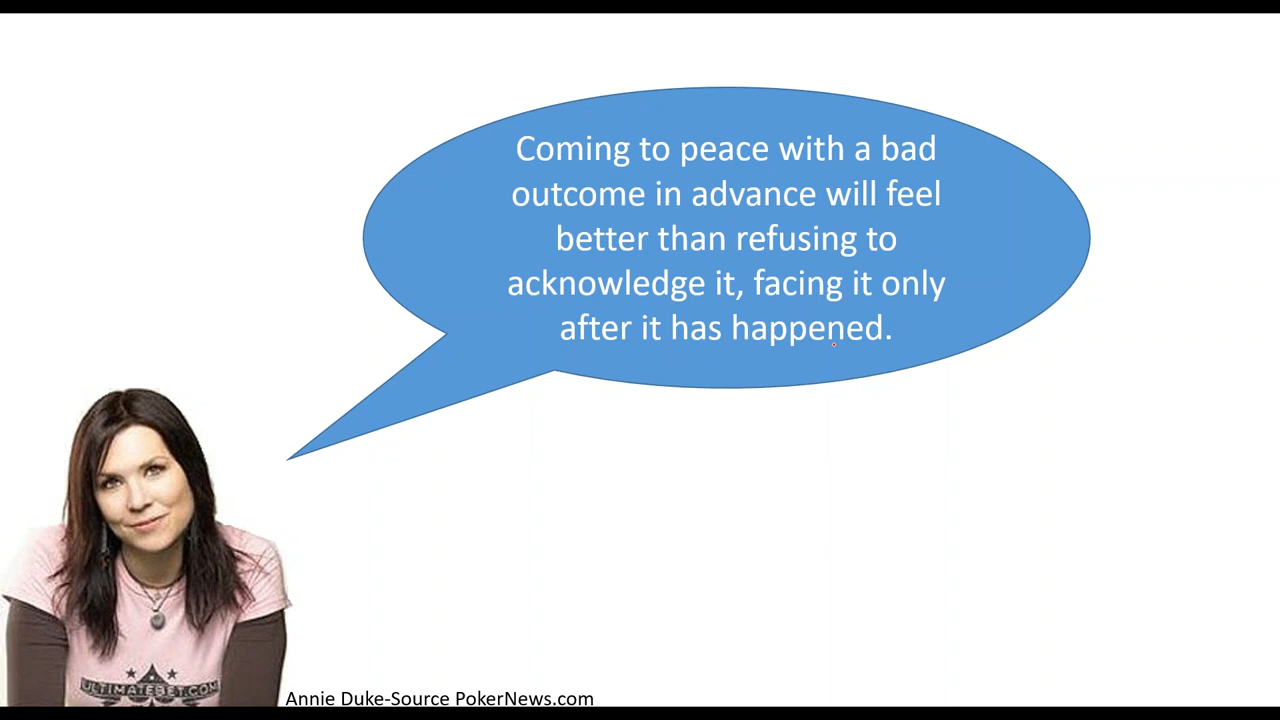 Coming to peace with a bad
outcome in advance will feel
better than refusing to
acknowledge it, facing it only
after it has happened.
ULTIMATEBET.COM
Annie Duke-Source PokerNews.com